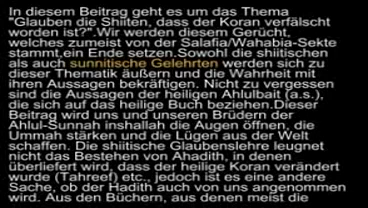 In diesem Beitrag geht es um das Thema
"Glauben die Shiiten, dass der Koran verfälscht
worden ist?".Wir werden diesem Gerücht,
welches zumeist von der Salafia/Wahabia-Sekte
stammt,ein Ende setzen.Sowohl die shiitischen
als auch sunnitische Gelehrten werden sich zu
dieser Thematik äußern und die Wahrheit mit
ihren Aussagen bekräftigen. Nicht zu vergessen
sind die Aussagen der heiligen Ahlulbait (a.s.),
die sich auf das heilige Buch beziehen.Dieser
Beitrag wird uns und unseren Brüdern der
Ahlul-Sunnah inshallah die Augen öffnen, die
Ummah stärken und die Lügen aus der Welt
schaffen. Die shiitische Glaubenslehre leugnet
nicht das Bestehen von Ahadith, in denen
überliefert wird, dass der heilige Koran verändert
wurde (Tahreef) etc., jedoch ist es eine andere
Sache, ob der Hadith auch von uns angenommen
wird. Aus den Büchern, aus denen meist die